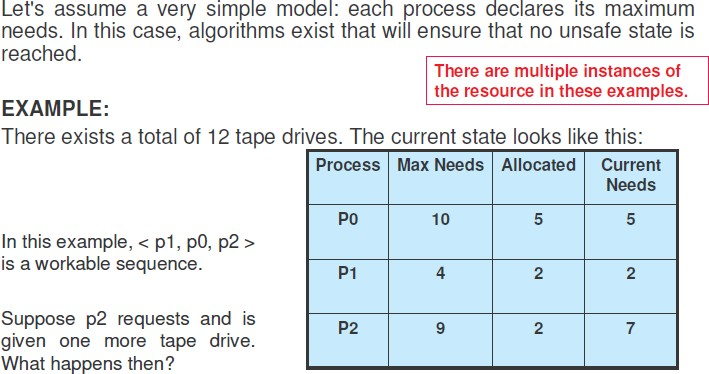 Let's assume a very simple model: each process declares its maximum
needs. In this case, algorithms exist that will ensure that no unsafe state is
reached.
There are multiple instances of
the resource in these examples.
EXAMPLE:
There exists a total of 12 tape drives. The current state looks like this:
In this example, < p1, p0, p2 >
is a workable sequence.
Suppose p2 requests and is
given one more tape drive.
What happens then?
Process Max Needs Allocated Current Needs
P0 10 5 5
P1 4 2 2
P2 9 2 7